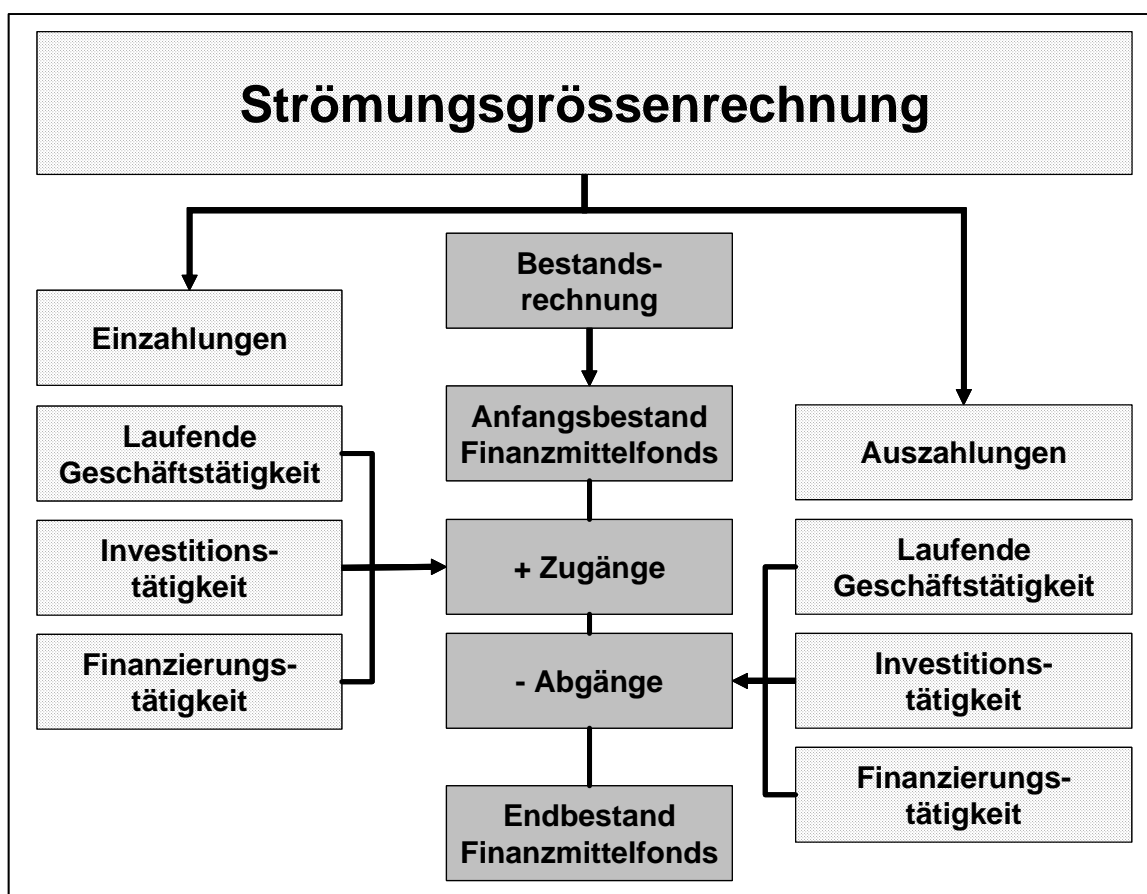 Strömungsgrössenrechnung
Einzahlungen
Laufende
Geschäftstätigkeit
Investitions-
tätigkeit
Finanzierungs-
tätigkeit
Bestands-
rechnung
Anfangsbestand
Finanzmittelfonds
+ Zugänge
- Abgänge
Endbestand
Finanzmittelfonds
Auszahlungen
Laufende
Geschäftstätigkeit
Investitions-
tätigkeit
Finanzierungs-
tätigkeit